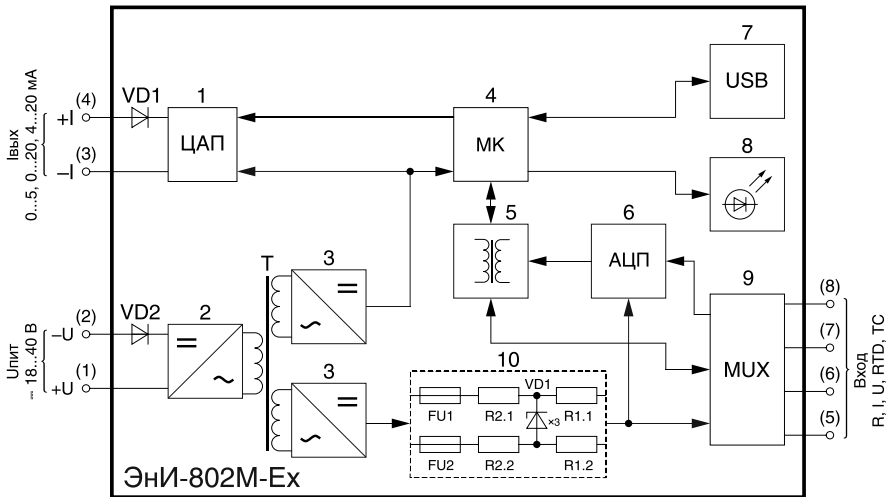 7
USB
VD1
1
4
(4)
+I
ЦАП
МК
(3)
–I
Iвых
0...5, 0...20, 4...20 мА
8
5
6
АЦП
T
3
9
(8)
(7)
(6)
(5)
MUX
Вход
R, I, U, RTD, TC
VD2
2
(2)
–U
(1)
+U
Uпит
18...40 В
3
10
VD1
FU1
R2.1
R1.1
×3
FU2
R2.2
R1.2
ЭнИ-802М-Ex